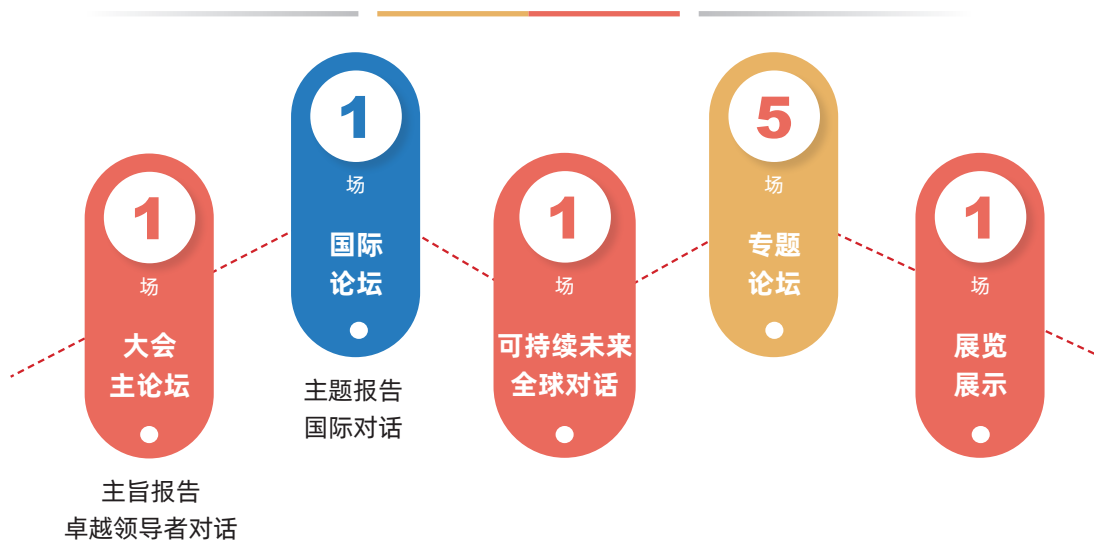 1
场
大会
主论坛
主旨报告
卓越领导者对话
1
场
国际
论坛
主题报告
国际对话
1
场
可持续未来
全球对话
5
场
专题
论坛
1
场
展览
展示